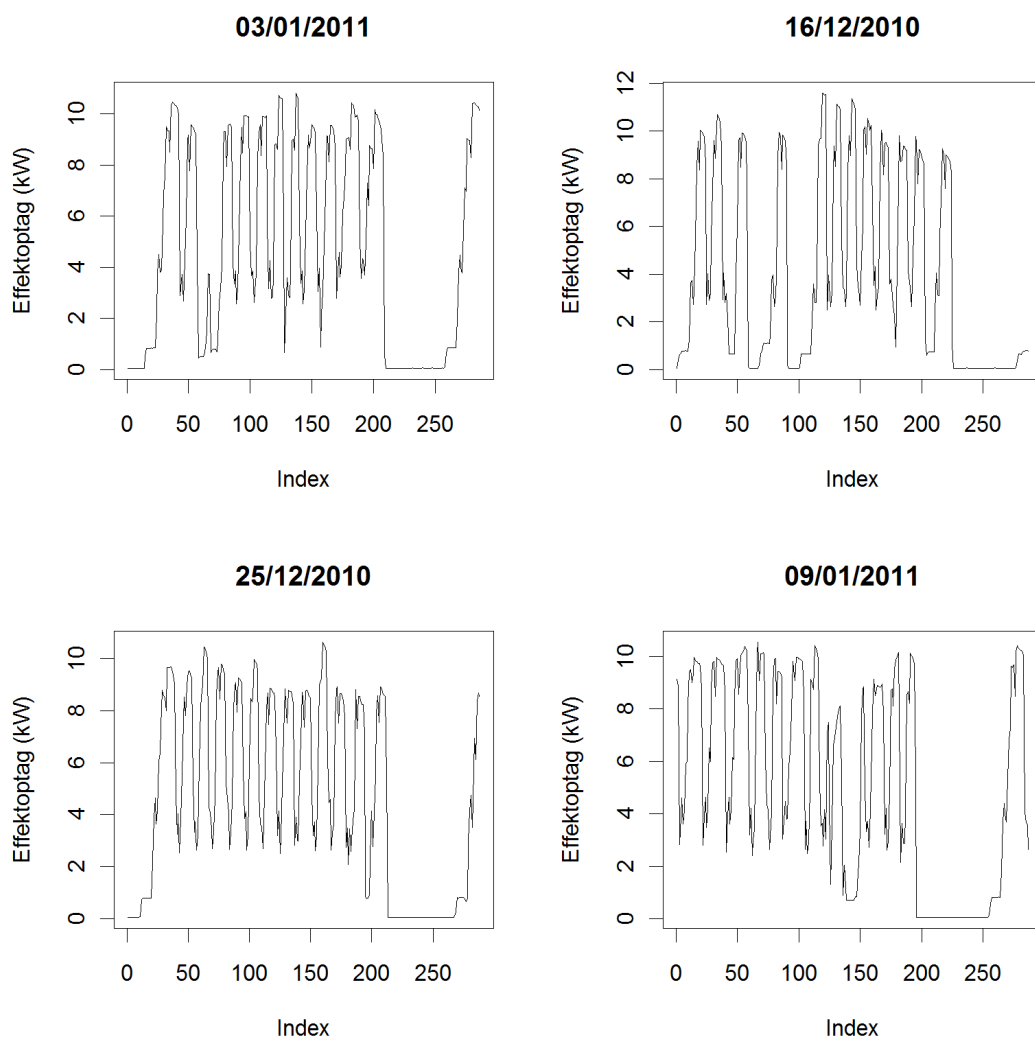 03/01/2011
Effektoptag (kW)
0 2 4 6 8 10
0 50 100 150 200 250
Index
16/12/2010
Effektoptag (kW)
0 2 4 6 8 10 12
0 50 100 150 200 250
Index
25/12/2010
Effektoptag (kW)
0 2 4 6 8 10
0 50 100 150 200 250
Index
09/01/2011
Effektoptag (kW)
0 2 4 6 8 10
0 50 100 150 200 250
Index